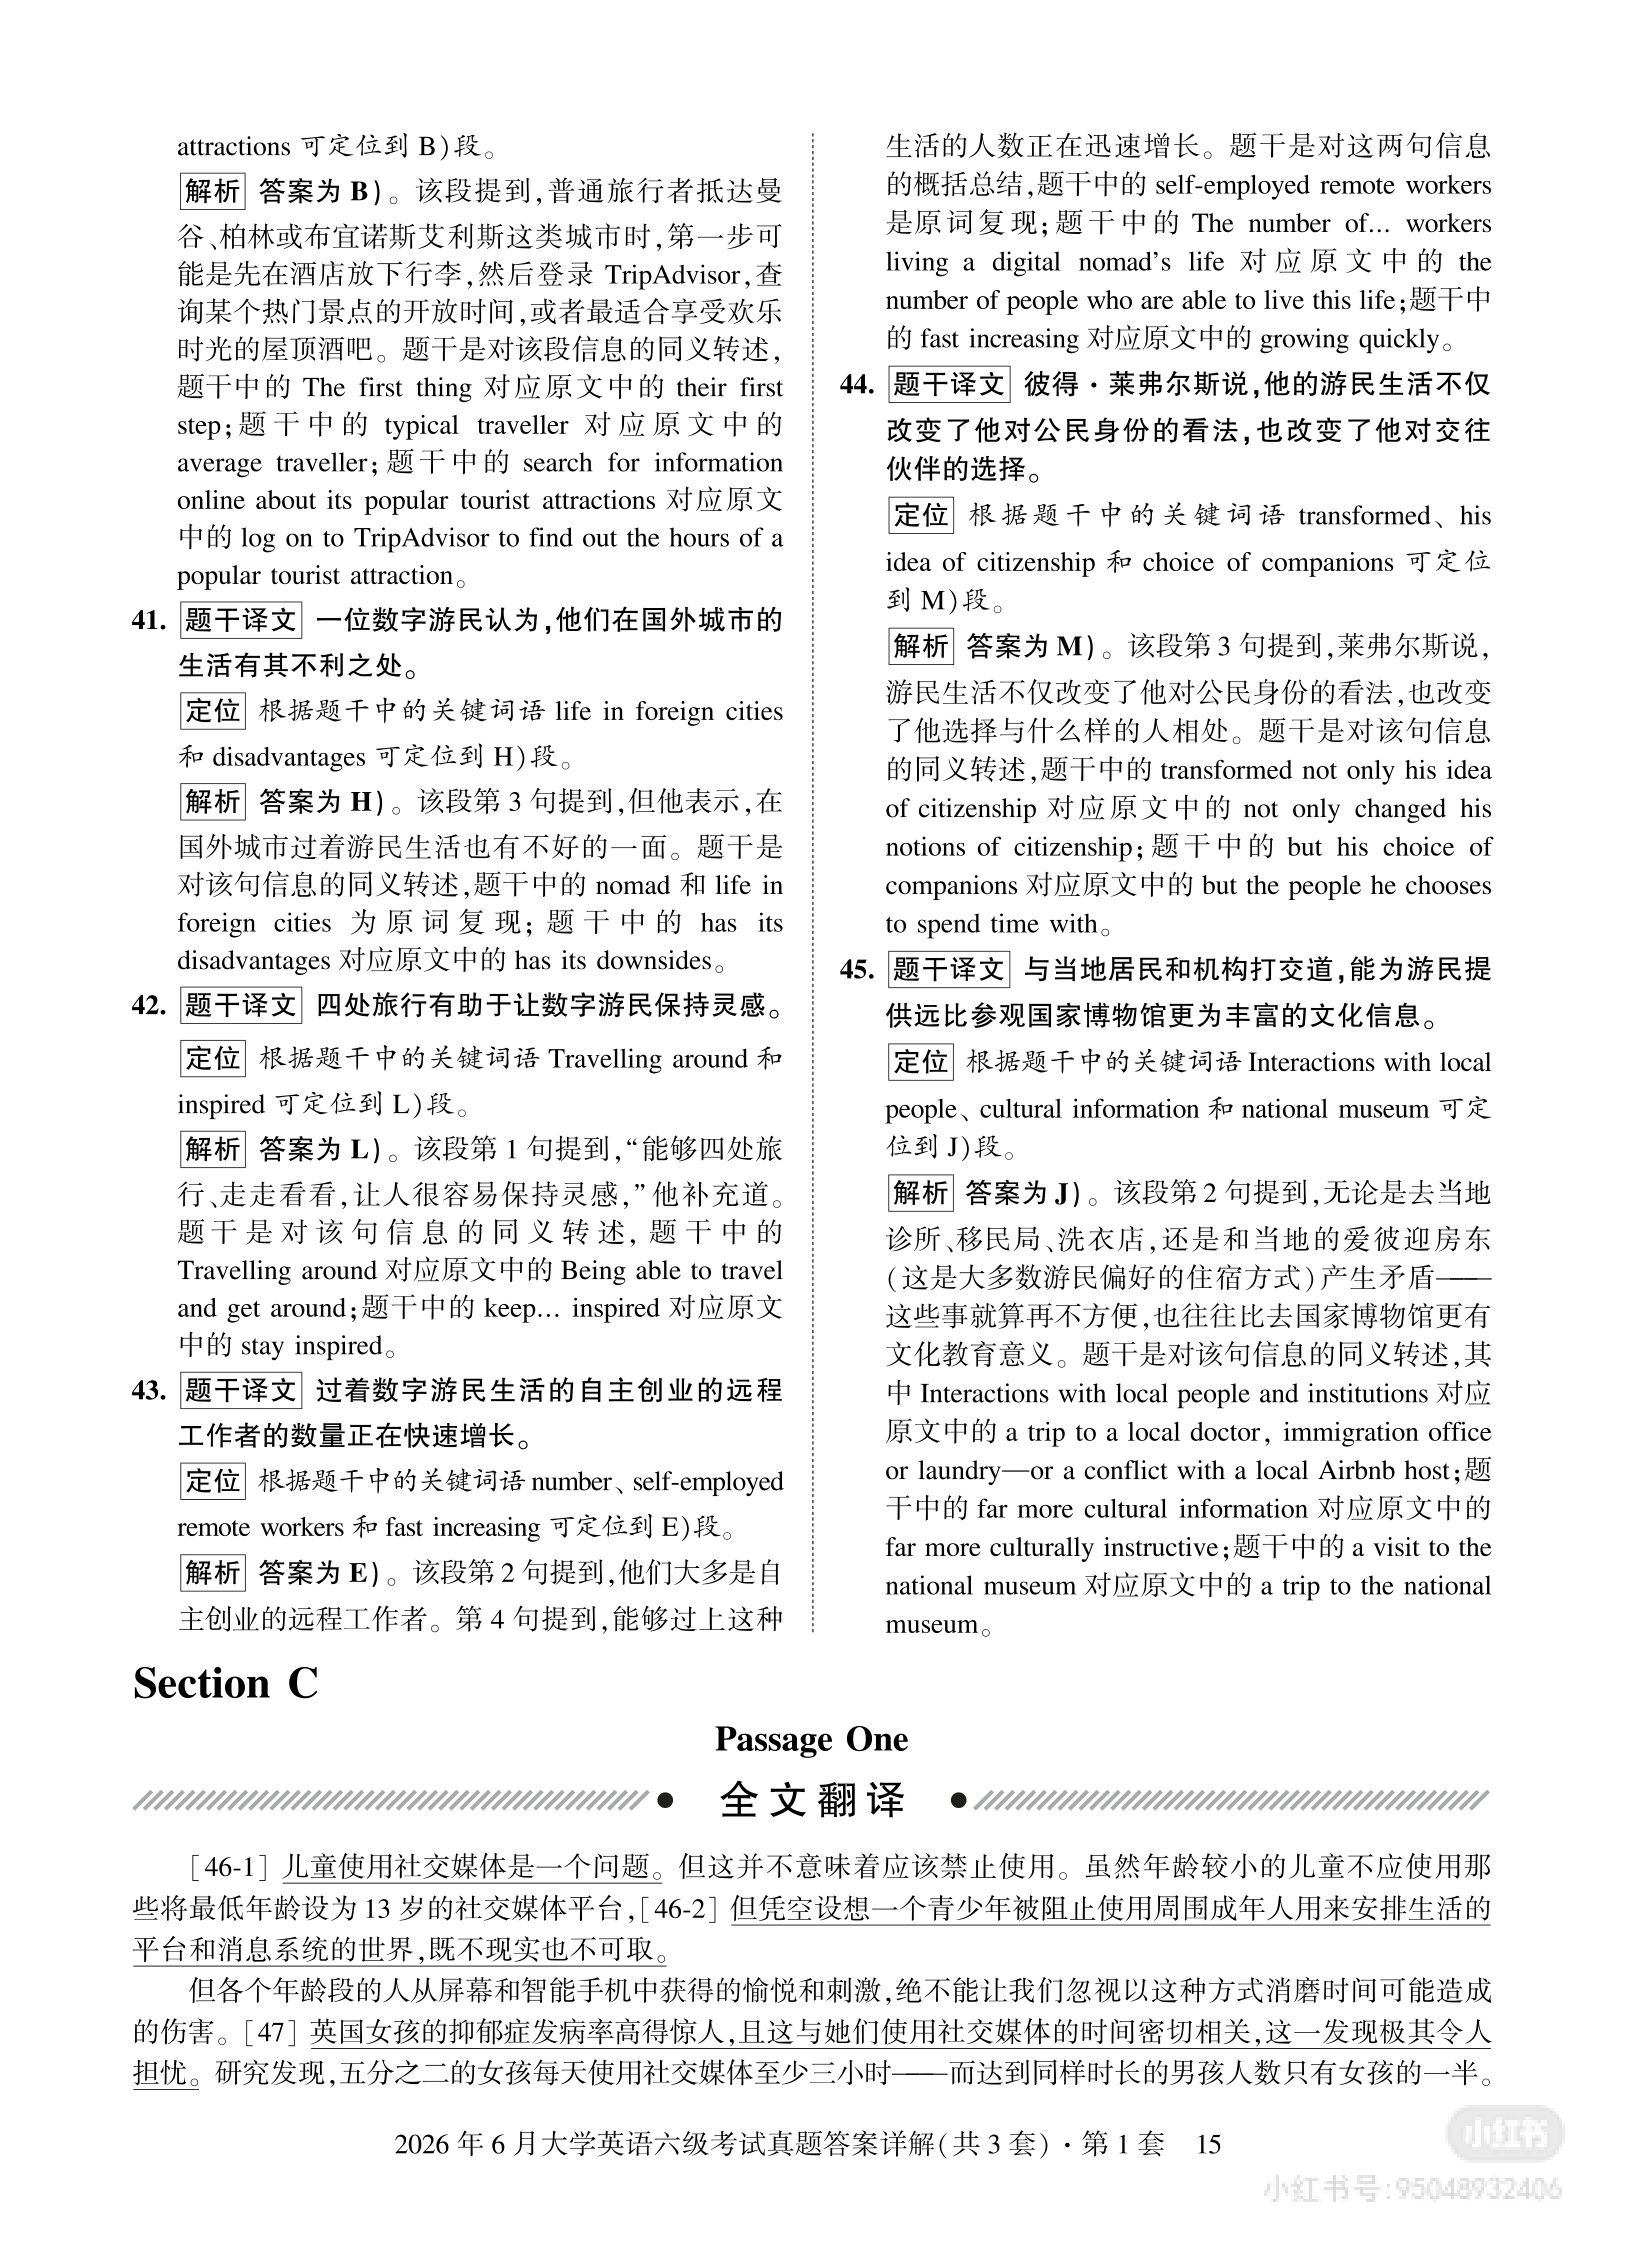 attractions 可定位到 B)段。
解析 答案为 B)。该段提到,普通旅行者抵达曼
谷、柏林或布宜诺斯艾利斯这类城市时,第一步可
能是先在酒店放下行李,然后登录 TripAdvisor,查
询某个热门景点的开放时间,或者最适合享受欢乐
时光的屋顶酒吧。题干是对该段信息的同义转述,
题干中的 The first thing 对应原文中的 their first
step;题干中的 typical traveller 对应原文中的
average traveller;题干中的 search for information
online about its popular tourist attractions 对应原文
中的 log on to TripAdvisor to find out the hours of a
popular tourist attraction。
41. 题干译文 一位数字游民认为,他们在国外城市的
生活有其不利之处。
定位 根据题干中的关键词语 life in foreign cities
和 disadvantages 可定位到 H)段。
解析 答案为 H)。该段第 3 句提到,但他表示,在
国外城市过着游民生活也有不好的一面。题干是
对该句信息的同义转述,题干中的 nomad 和 life in
foreign cities 为原词复现;题干中的 has its
disadvantages 对应原文中的 has its downsides。
42. 题干译文 四处旅行有助于让数字游民保持灵感。
定位 根据题干中的关键词语 Travelling around 和
inspired 可定位到 L)段。
解析 答案为 L)。该段第 1 句提到,“能够四处旅
行、走走看看,让人很容易保持灵感,”他补充道。
题干是对该句信息的同义转述,题干中的
Travelling around 对应原文中的 Being able to travel
and get around;题干中的 keep... inspired 对应原文
中的 stay inspired。
43. 题干译文 过着数字游民生活的自主创业的远程
工作者的数量正在快速增长。
定位 根据题干中的关键词语 number、self-employed
remote workers 和 fast increasing 可定位到 E)段。
解析 答案为 E)。该段第 2 句提到,他们大多是自
主创业的远程工作者。第 4 句提到,能够过上这种
生活的人数正在迅速增长。题干是对这两句信息
的概括总结,题干中的 self-employed remote workers
是原词复现;题干中的 The number of... workers
living a digital nomad’s life 对应原文中的 the
number of people who are able to live this life;题干中
的 fast increasing 对应原文中的 growing quickly。
44. 题干译文 彼得·莱弗尔斯说,他的游民生活不仅
改变了他对公民身份的看法,也改变了他对交往
伙伴的选择。
定位 根据题干中的关键词语 transformed、his
idea of citizenship 和 choice of companions 可定位
到 M)段。
解析 答案为 M)。该段第 3 句提到,莱弗尔斯说,
游民生活不仅改变了他对公民身份的看法,也改变
了他选择与什么样的人相处。题干是对该句信息
的同义转述,题干中的 transformed not only his idea
of citizenship 对应原文中的 not only changed his
notions of citizenship;题干中的 but his choice of
companions 对应原文中的 but the people he chooses
to spend time with。
45. 题干译文 与当地居民和机构打交道,能为游民提
供远比参观国家博物馆更为丰富的文化信息。
定位 根据题干中的关键词语 Interactions with local
people、cultural information 和 national museum 可定
位到 J)段。
解析 答案为 J)。该段第 2 句提到,无论是去当地
诊所、移民局、洗衣店,还是和当地的爱彼迎房东
(这是大多数游民偏好的住宿方式)产生矛盾——
这些事就算再不方便,也往往比去国家博物馆更有
文化教育意义。题干是对该句信息的同义转述,其
中 Interactions with local people and institutions 对应
原文中的 a trip to a local doctor, immigration office
or laundry—or a conflict with a local Airbnb host;题
干中的 far more cultural information 对应原文中的
far more culturally instructive;题干中的 a visit to the
national museum 对应原文中的 a trip to the national
museum。
Section C
Passage One
全文翻译
[46-1] 儿童使用社交媒体是一个问题。但这并不意味着应该禁止使用。虽然年龄较小的儿童不应使用那
些将最低年龄设为 13 岁的社交媒体平台,[46-2] 但凭空设想一个青少年被阻止使用周围成年人用来安排生活的
平台和消息系统的世界,既不现实也不可取。
但各个年龄段的人从屏幕和智能手机中获得的愉悦和刺激,绝不能让我们忽视以这种方式消磨时间可能造成
的伤害。[47] 英国女孩的抑郁症发病率高得惊人,且这与她们使用社交媒体的时间密切相关,这一发现极其令人
担忧。研究发现,五分之二的女孩每天使用社交媒体至少三小时——而达到同样时长的男孩人数只有女孩的一半。
2026 年 6 月大学英语六级考试真题答案详解(共 3 套)·第 1 套 15
小红书
小红书号:95048932406